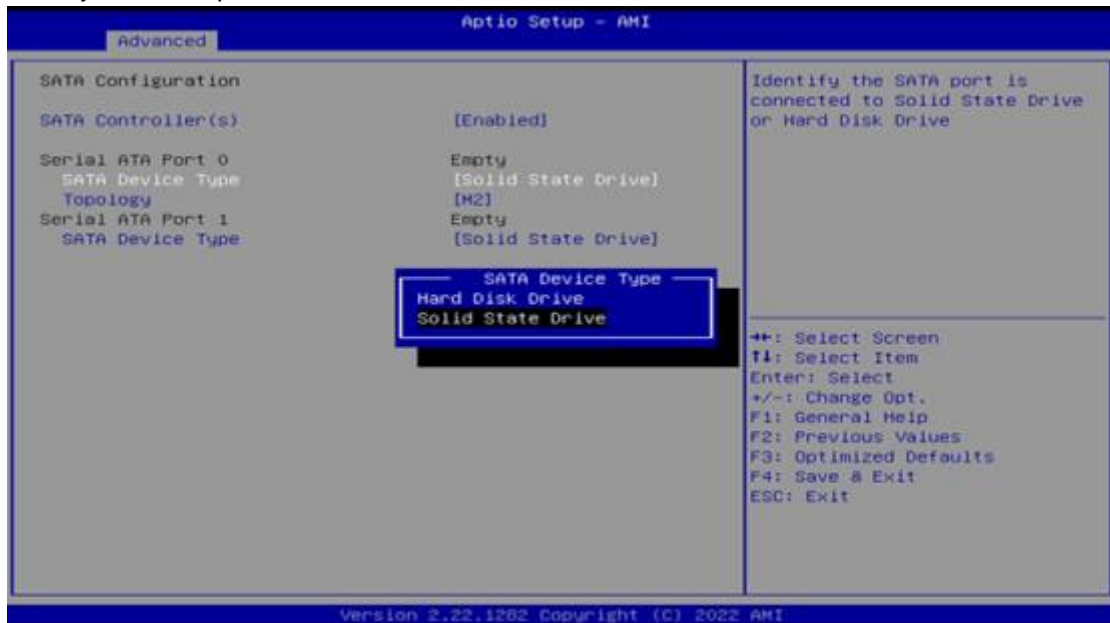 Aptio Setup - AMI
Advanced
SATA Configuration
SATA Controller(s) [Enabled]
Serial ATA Port 0 Empty
SATA Device Type [Solid State Drive]
Topology [M2]
Serial ATA Port 1 Empty
SATA Device Type [Solid State Drive]
SATA Device Type
Hard Disk Drive
Solid State Drive
Identify the SATA port is
connected to Solid State Drive
or Hard Disk Drive
→←: Select Screen
↑↓: Select Item
Enter: Select
+/-: Change Opt.
F1: General Help
F2: Previous Values
F3: Optimized Defaults
F4: Save & Exit
ESC: Exit
Version 2.22.1282 Copyright (C) 2022 AMI